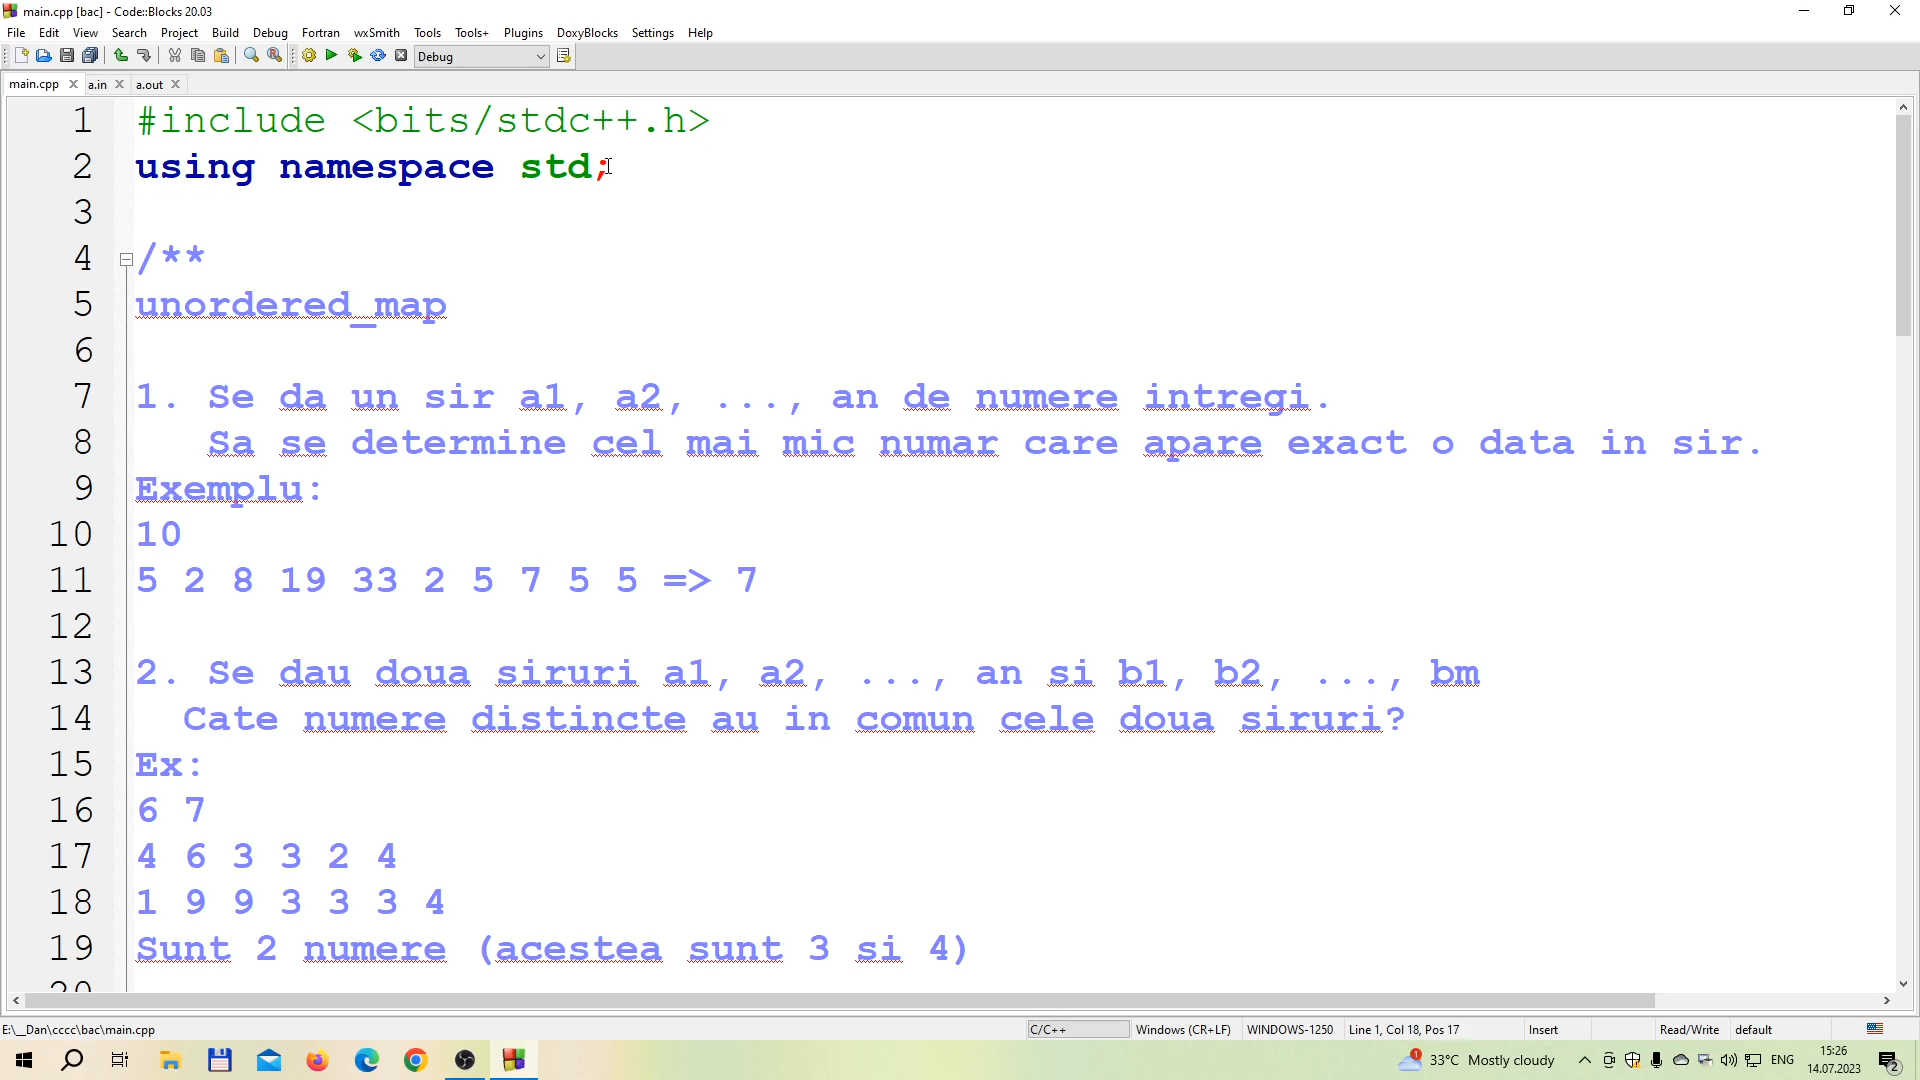 main.cpp [bac] - Code::Blocks 20.03
File Edit View Search Project Build Debug Fortran wxSmith Tools Tools+ Plugins DoxyBlocks Settings Help
Debug
main.cpp a.in a.out
1 #include <bits/stdc++.h>
2 using namespace std;
3
4 /**
5 unordered_map
6
7 1. Se da un sir a1, a2, ..., an de numere intregi.
8 Sa se determine cel mai mic numar care apare exact o data in sir.
9 Exemplu:
10 10
11 5 2 8 19 33 2 5 7 5 5 => 7
12
13 2. Se dau doua siruri a1, a2, ..., an si b1, b2, ..., bm
14 Cate numere distincte au in comun cele doua siruri?
15 Ex:
16 6 7
17 4 6 3 3 2 4
18 1 9 9 3 3 3 4
19 Sunt 2 numere (acestea sunt 3 si 4)
20
E:\_Dan\cccc\bac\main.cpp C/C++ Windows (CR+LF) WINDOWS-1250 Line 1, Col 18, Pos 17 Insert Read/Write default
1 33°C Mostly cloudy ENG 15:26
14.07.2023 2